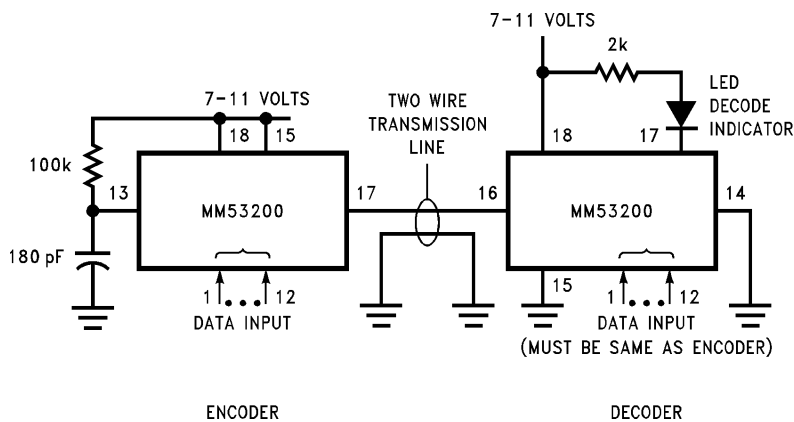 7–11 VOLTS
2k
LED
DECODE
INDICATOR
7–11 VOLTS
TWO WIRE
TRANSMISSION
LINE
18
15
18
17
100k
13
17
16
14
MM53200
MM53200
180 pF
15
1
12
1
12
DATA INPUT
DATA INPUT
(MUST BE SAME AS ENCODER)
ENCODER
DECODER